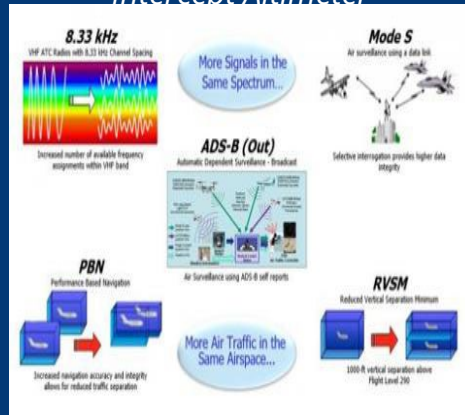 Intercept Altimeter
8.33 kHz
VHF ATC Radios with 8.33 kHz Channel Spacing
Increased number of available frequency
assignments within VHF band
More Signals in the
Same Spectrum...
Mode S
Air surveillance using a data link
Selective interrogation provides higher data
integrity
ADS-B (Out)
Automatic Dependent Surveillance - Broadcast
Air Surveillance using ADS-B self reports
PBN
Performance Based Navigation
Increased navigation accuracy and integrity
allows for reduced traffic separation
More Air Traffic in the
Same Airspace...
RVSM
Reduced Vertical Separation Minimum
1000-ft vertical separation above
Flight Level 290